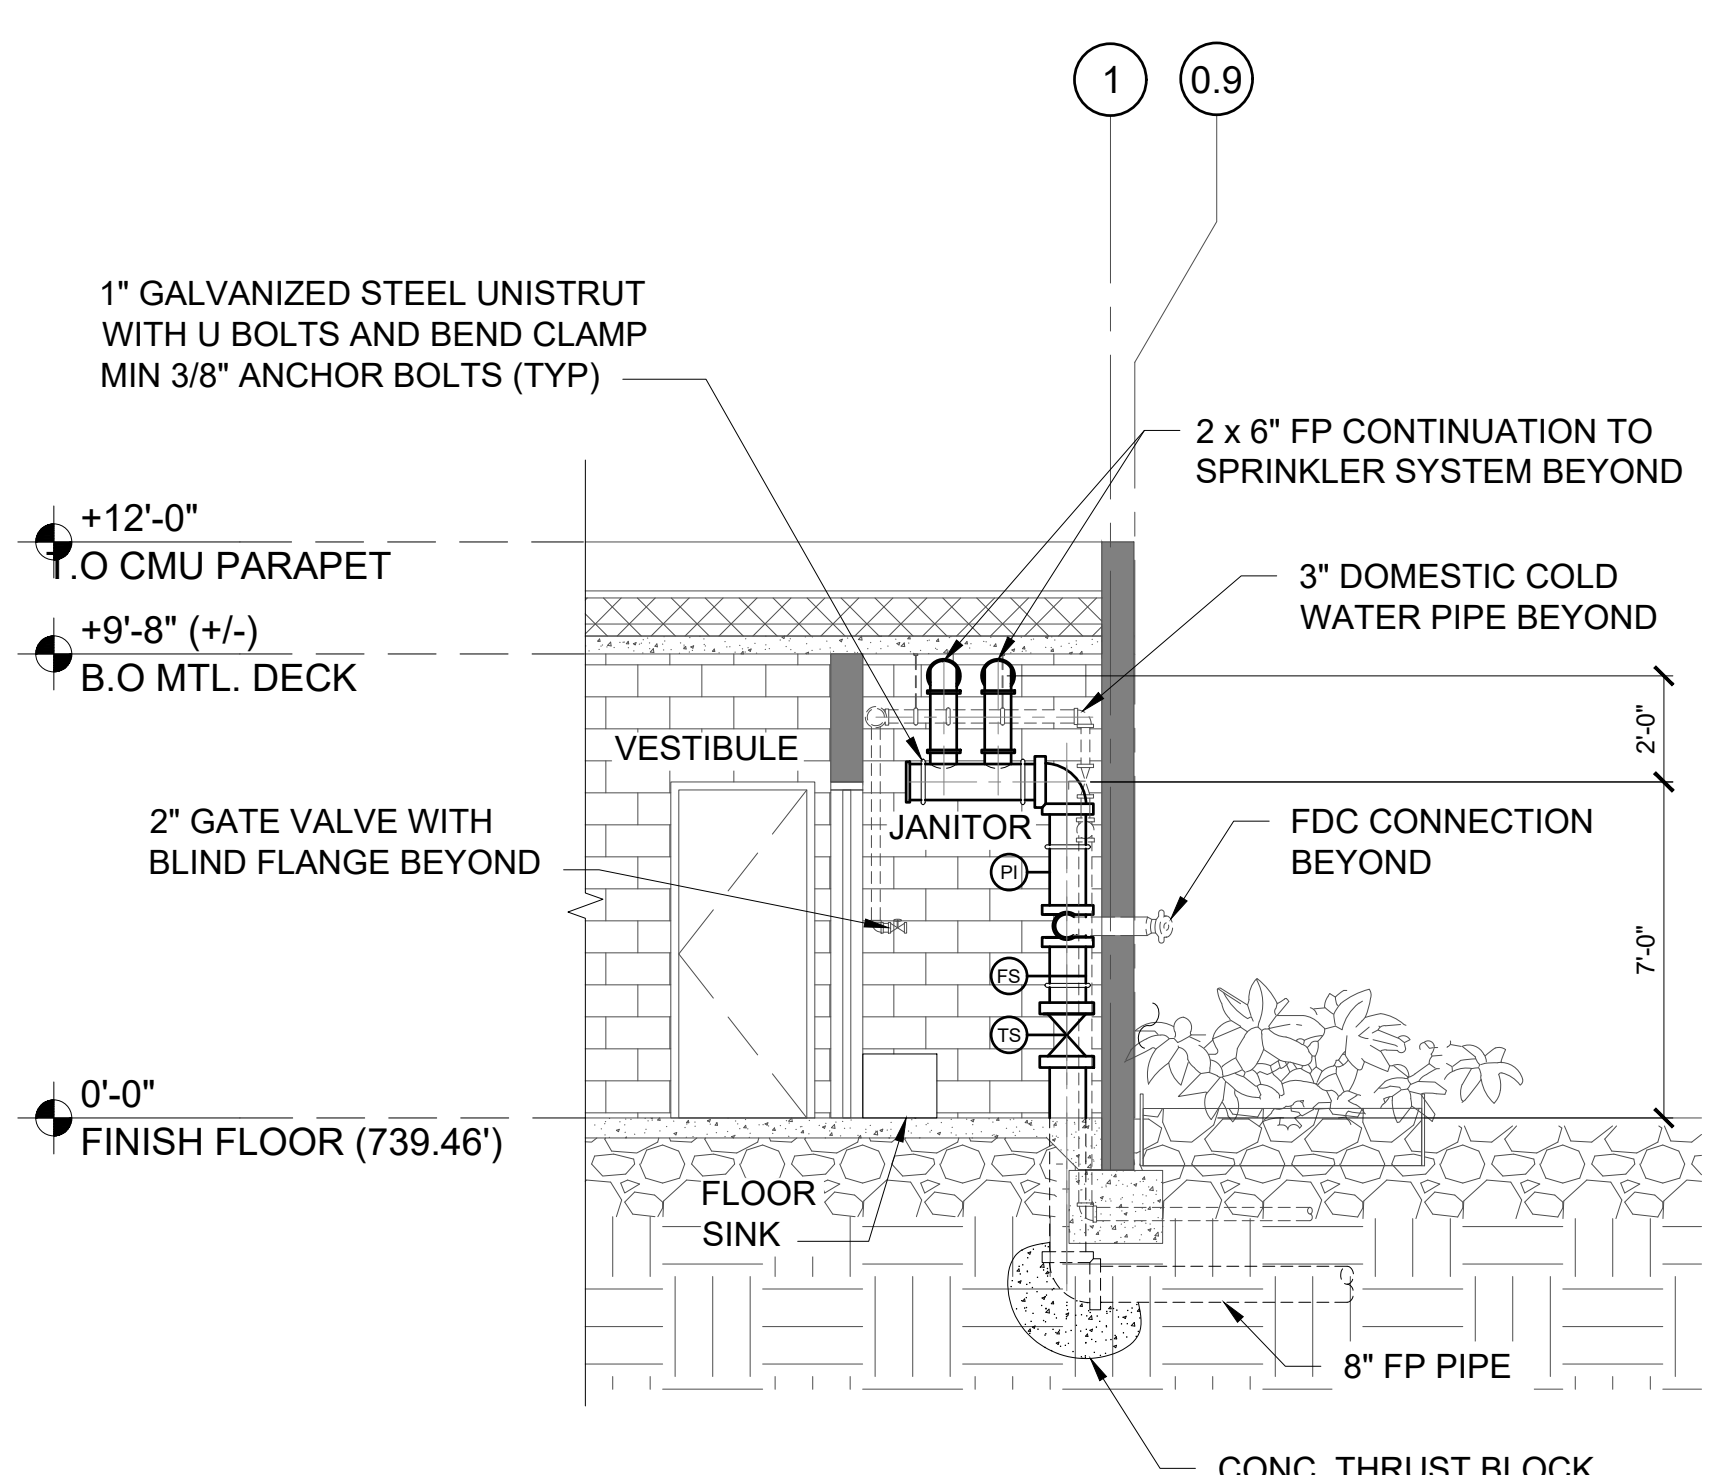 1
0.9
1" GALVANIZED STEEL UNISTRUT
WITH U BOLTS AND BEND CLAMP
MIN 3/8" ANCHOR BOLTS (TYP)
2 x 6" FP CONTINUATION TO
SPRINKLER SYSTEM BEYOND
+12'-0"
T.O CMU PARAPET
3" DOMESTIC COLD
WATER PIPE BEYOND
+9'-8" (+/-)
B.O MTL. DECK
2'-0"
VESTIBULE
2" GATE VALVE WITH
BLIND FLANGE BEYOND
JANITOR
FDC CONNECTION
BEYOND
PI
7'-0"
FS
TS
0'-0"
FINISH FLOOR (739.46')
FLOOR
SINK
8" FP PIPE
CONC. THRUST BLOCK